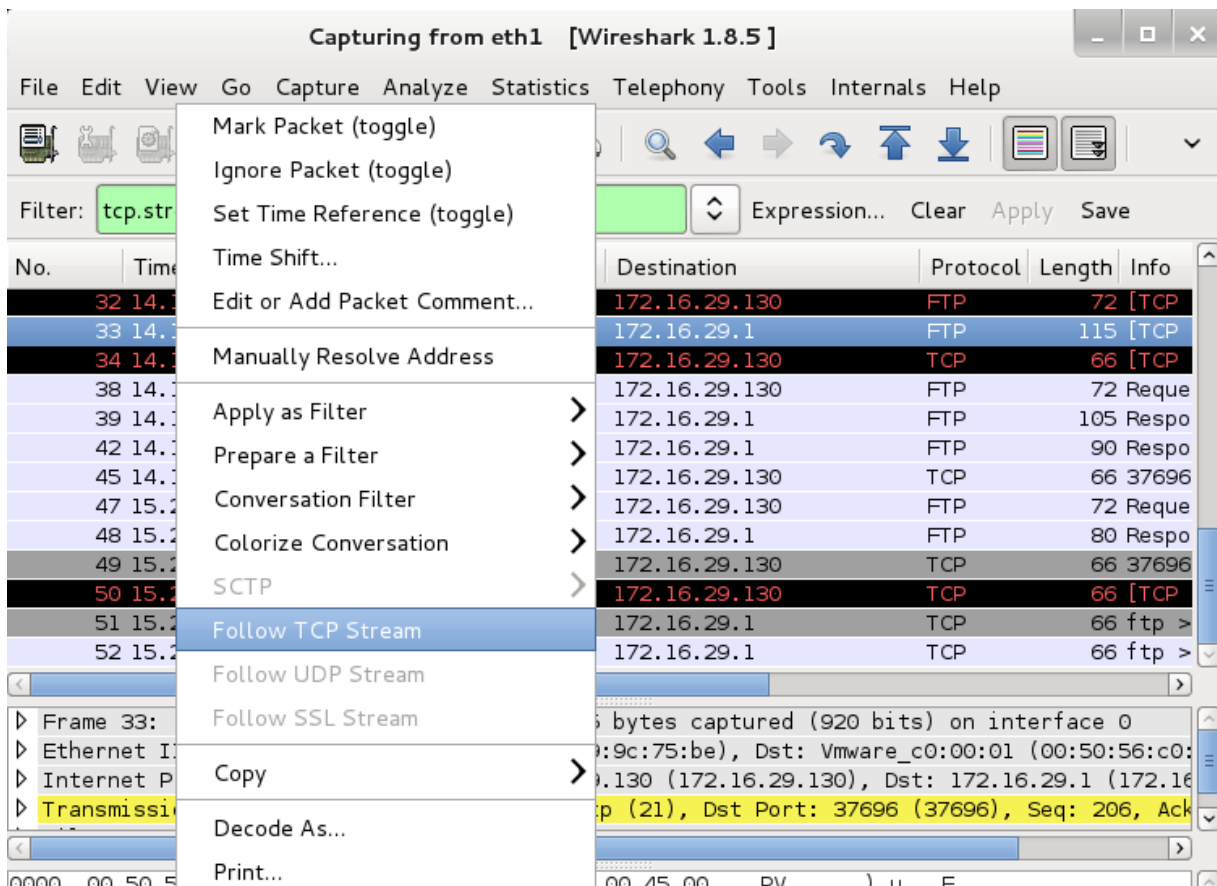 Capturing from eth1 [Wireshark 1.8.5 ]
File Edit View Go Capture Analyze Statistics Telephony Tools Internals Help
Mark Packet (toggle)
Ignore Packet (toggle)
Set Time Reference (toggle)
Time Shift...
Edit or Add Packet Comment...
Manually Resolve Address
Apply as Filter
Prepare a Filter
Conversation Filter
Colorize Conversation
SCTP
Follow TCP Stream
Follow UDP Stream
Follow SSL Stream
Copy
Decode As...
Print...
Filter: tcp.str Expression... Clear Apply Save
No. Time Destination Protocol Length Info
32 14.1 172.16.29.130 FTP 72 [TCP
33 14.1 172.16.29.1 FTP 115 [TCP
34 14.1 172.16.29.130 TCP 66 [TCP
38 14.1 172.16.29.130 FTP 72 Reque
39 14.1 172.16.29.1 FTP 105 Respo
42 14.1 172.16.29.1 FTP 90 Respo
45 14.1 172.16.29.130 TCP 66 37696
47 15.2 172.16.29.130 FTP 72 Reque
48 15.2 172.16.29.1 FTP 80 Respo
49 15.2 172.16.29.130 TCP 66 37696
50 15.2 172.16.29.130 TCP 66 [TCP
51 15.2 172.16.29.1 TCP 66 ftp >
52 15.2 172.16.29.1 TCP 66 ftp >
Frame 33: bytes captured (920 bits) on interface 0
Ethernet I :9c:75:be), Dst: Vmware_c0:00:01 (00:50:56:c0:
Internet P .130 (172.16.29.130), Dst: 172.16.29.1 (172.16
Transmissi (21), Dst Port: 37696 (37696), Seq: 206, Ack